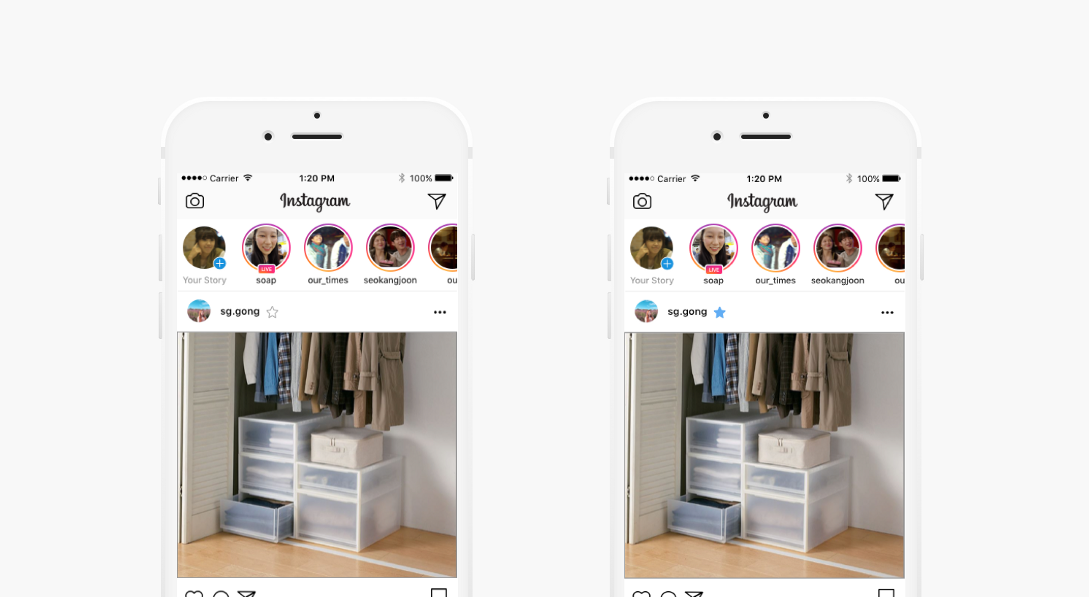 Carrier 1:20 PM 100%
Instagram
LIVE
Your Story soap our_times seokangjoon ou
sg.gong
Carrier 1:20 PM 100%
Instagram
LIVE
Your Story soap our_times seokangjoon ou
sg.gong